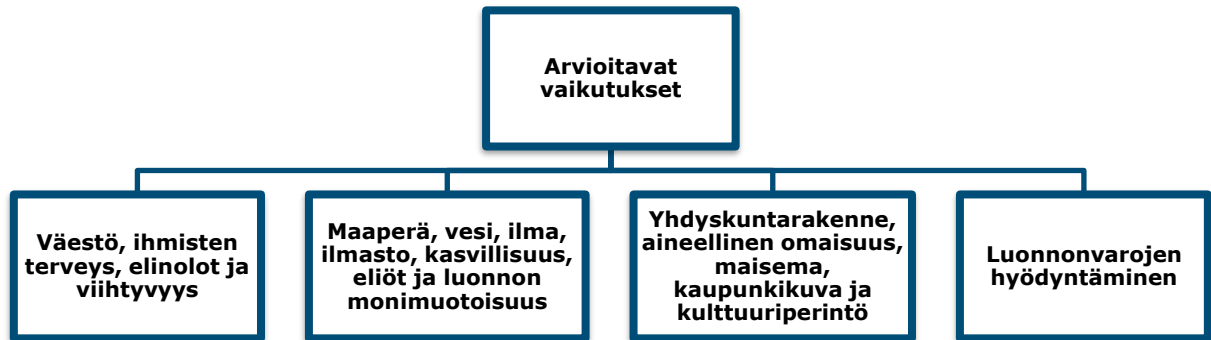 Arvioitavat
vaikutukset
Väestö, ihmisten
terveys, elinolot ja
viihtyvyys
Maaperä, vesi, ilma,
ilmasto, kasvillisuus,
eliöt ja luonnon
monimuotoisuus
Yhdyskuntarakenne,
aineellinen omaisuus,
maisema,
kaupunkikuva ja
kulttuuriperintö
Luonnonvarojen
hyödyntäminen